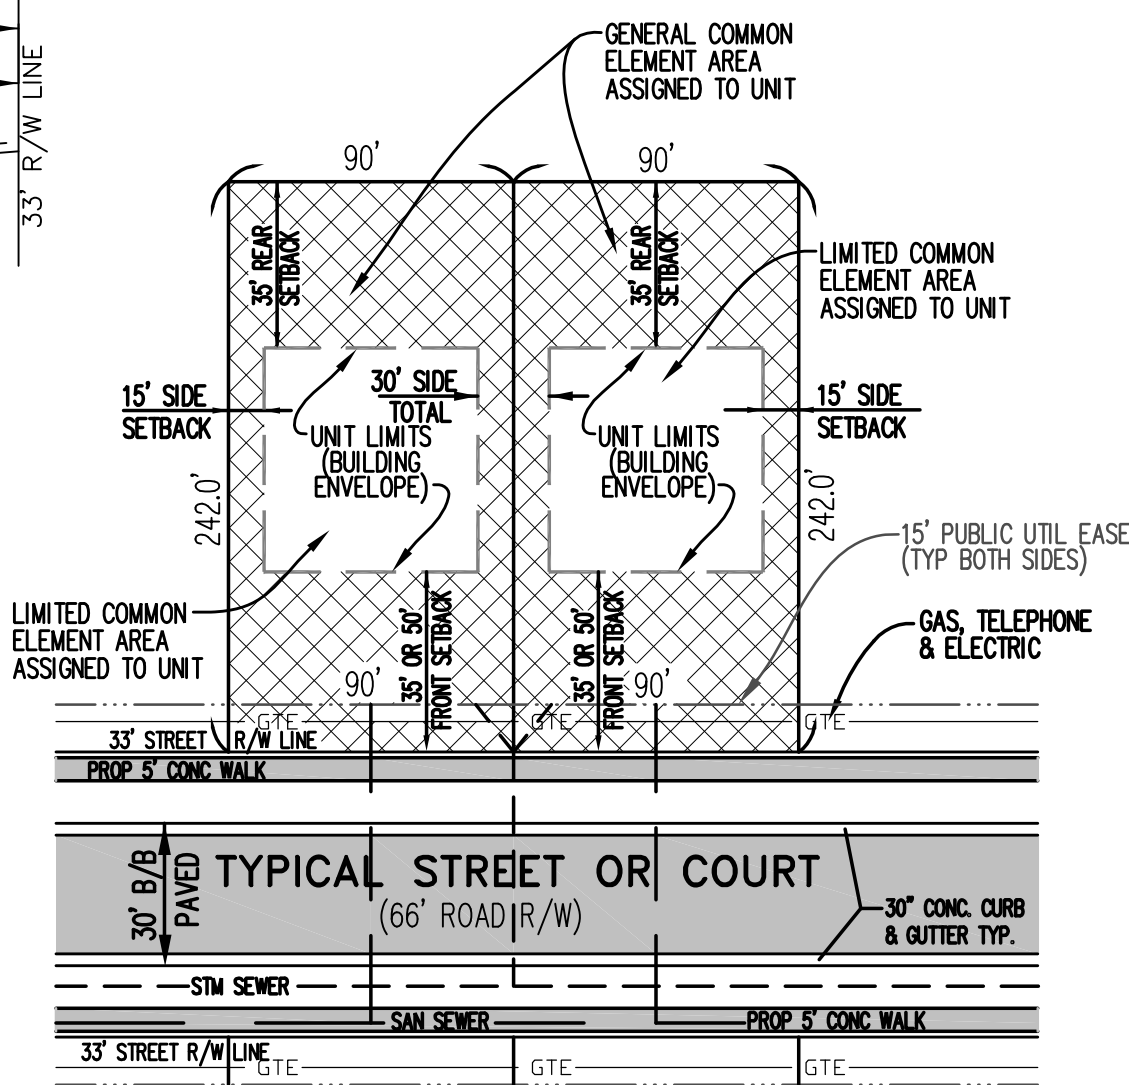 GENERAL COMMON
ELEMENT AREA
ASSIGNED TO UNIT
33' R/W LINE
90'
90'
35' REAR
SETBACK
35' REAR
SETBACK
LIMITED COMMON
ELEMENT AREA
ASSIGNED TO UNIT
15' SIDE
SETBACK
30' SIDE
TOTAL
15' SIDE
SETBACK
UNIT LIMITS
(BUILDING
ENVELOPE)
UNIT LIMITS
(BUILDING
ENVELOPE)
242.0'
242.0'
15' PUBLIC UTIL EASE
(TYP BOTH SIDES)
LIMITED COMMON
ELEMENT AREA
ASSIGNED TO UNIT
35' OR 50'
FRONT SETBACK
35' OR 50'
FRONT SETBACK
GAS, TELEPHONE
& ELECTRIC
90'
90'
GTE
GTE
GTE
33' STREET R/W LINE
PROP 5' CONC WALK
30' B/B
PAVED
TYPICAL STREET OR COURT
(66' ROAD R/W)
30" CONC. CURB
& GUTTER TYP.
STM SEWER
SAN SEWER
PROP 5' CONC WALK
33' STREET R/W LINE
GTE
GTE
GTE